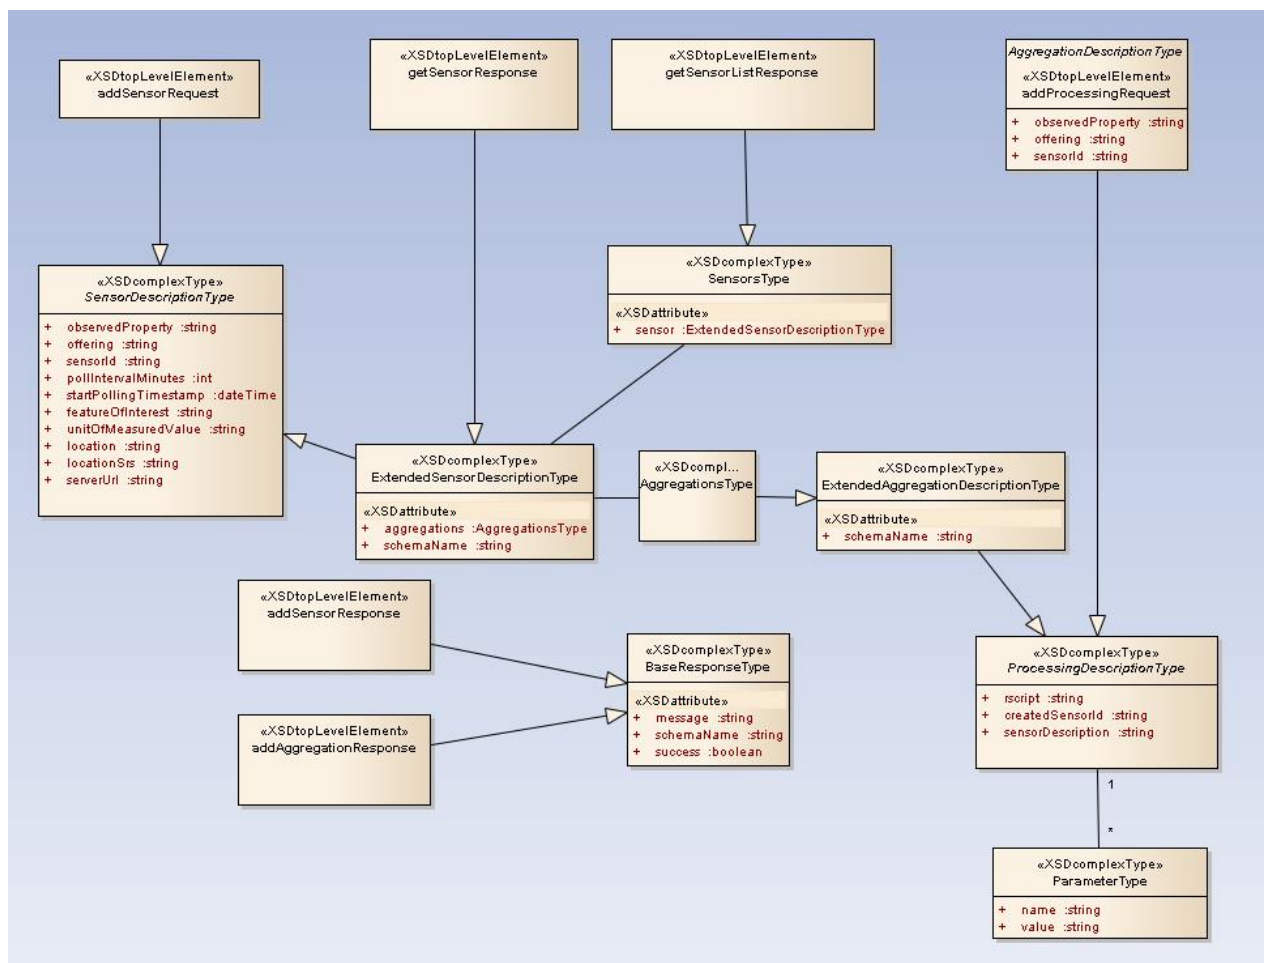 «XSDtopLevelElement»
addSensorRequest
«XSDtopLevelElement»
getSensorResponse
«XSDtopLevelElement»
getSensorListResponse
AggregationDescriptionType
«XSDtopLevelElement»
addProcessingRequest
+ observedProperty :string
+ offering :string
+ sensorId :string
«XSDcomplexType»
SensorDescriptionType
+ observedProperty :string
+ offering :string
+ sensorId :string
+ pollIntervalMinutes :int
+ startPollingTimestamp :dateTime
+ featureOfInterest :string
+ unitOfMeasuredValue :string
+ location :string
+ locationSrs :string
+ serverUrl :string
«XSDcomplexType»
SensorsType
«XSDattribute»
+ sensor :ExtendedSensorDescriptionType
«XSDcomplexType»
ExtendedSensorDescriptionType
«XSDattribute»
+ aggregations :AggregationsType
+ schemaName :string
«XSDcompl...
AggregationsType
«XSDcomplexType»
ExtendedAggregationDescriptionType
«XSDattribute»
+ schemaName :string
«XSDtopLevelElement»
addSensorResponse
«XSDtopLevelElement»
addAggregationResponse
«XSDcomplexType»
BaseResponseType
«XSDattribute»
+ message :string
+ schemaName :string
+ success :boolean
«XSDcomplexType»
ProcessingDescriptionType
+ rscript :string
+ createdSensorId :string
+ sensorDescription :string
1
*
«XSDcomplexType»
ParameterType
+ name :string
+ value :string